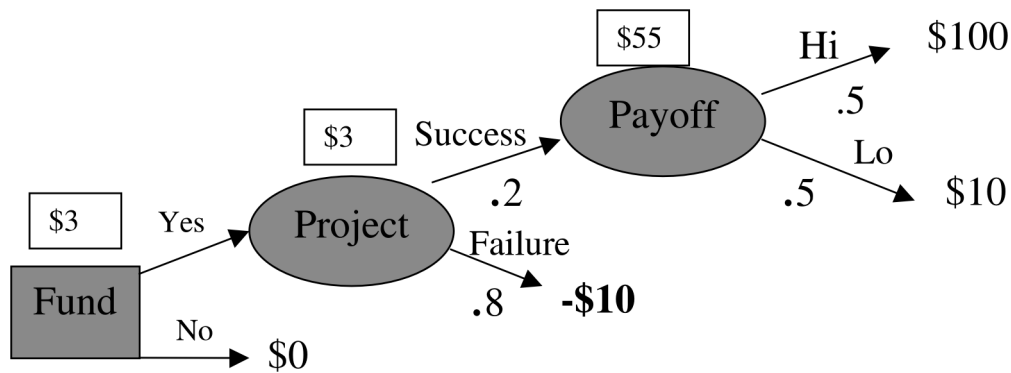 $55
Hi
$100
Payoff
.5
$3
Success
Lo
.2
.5
$10
$3
Yes
Project
Failure
Fund
.8
-$10
No
$0